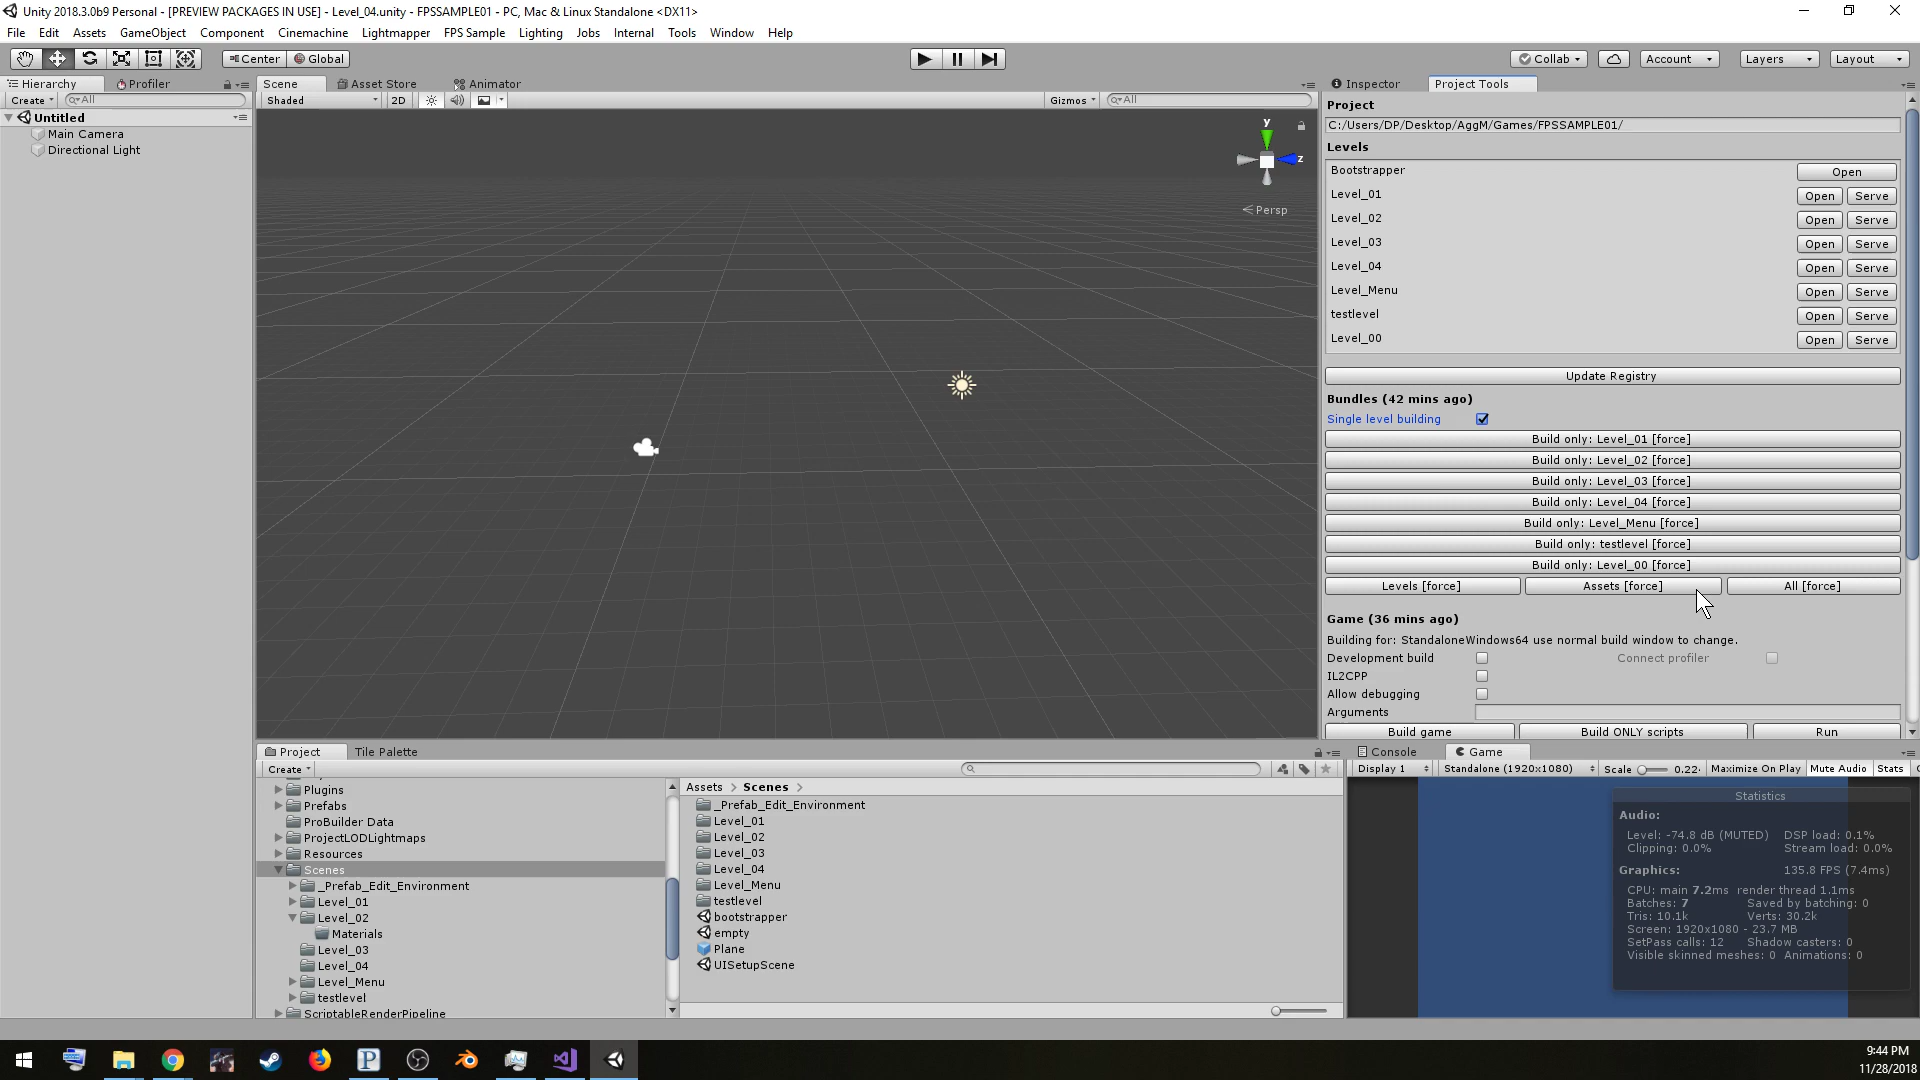 Unity 2018.3.0b9 Personal - [PREVIEW PACKAGES IN USE] - Level_04.unity - FPSSAMPLE01 - PC, Mac & Linux Standalone <DX11>
File Edit Assets GameObject Component Cinemachine Lightmapper FPS Sample Lighting Jobs Internal Tools Window Help
Center Global Collab Account Layers Layout
Hierarchy Profiler Scene Asset Store Animator Inspector Project Tools
Create All Shaded 2D Gizmos All
Untitled
Main Camera
Directional Light
y
z
Persp
Project
C:/Users/DP/Desktop/AggM/Games/FPSSAMPLE01/
Levels
Bootstrapper Open
Level_01 Open Serve
Level_02 Open Serve
Level_03 Open Serve
Level_04 Open Serve
Level_Menu Open Serve
testlevel Open Serve
Level_00 Open Serve
Update Registry
Bundles (42 mins ago)
Single level building
Build only: Level_01 [force]
Build only: Level_02 [force]
Build only: Level_03 [force]
Build only: Level_04 [force]
Build only: Level_Menu [force]
Build only: testlevel [force]
Build only: Level_00 [force]
Levels [force] Assets [force] All [force]
Game (36 mins ago)
Building for: StandaloneWindows64 use normal build window to change.
Development build Connect profiler
IL2CPP
Allow debugging
Arguments
Build game Build ONLY scripts Run
Project Tile Palette
Create
Plugins
Prefabs
ProBuilder Data
ProjectLODLightmaps
Resources
Scenes
_Prefab_Edit_Environment
Level_01
Level_02
Materials
Level_03
Level_04
Level_Menu
testlevel
ScriptableRenderPipeline
Assets > Scenes >
_Prefab_Edit_Environment
Level_01
Level_02
Level_03
Level_04
Level_Menu
testlevel
bootstrapper
empty
Plane
UISetupScene
Console Game
Display 1 Standalone (1920x1080) Scale 0.22 Maximize On Play Mute Audio Stats
Statistics
Audio:
Level: -74.8 dB (MUTED) DSP load: 0.1%
Clipping: 0.0% Stream load: 0.0%
Graphics: 135.8 FPS (7.4ms)
CPU: main 7.2ms render thread 1.1ms
Batches: 7 Saved by batching: 0
Tris: 10.1k Verts: 30.2k
Screen: 1920x1080 - 23.7 MB
SetPass calls: 12 Shadow casters: 0
Visible skinned meshes: 0 Animations: 0
9:44 PM
11/28/2018